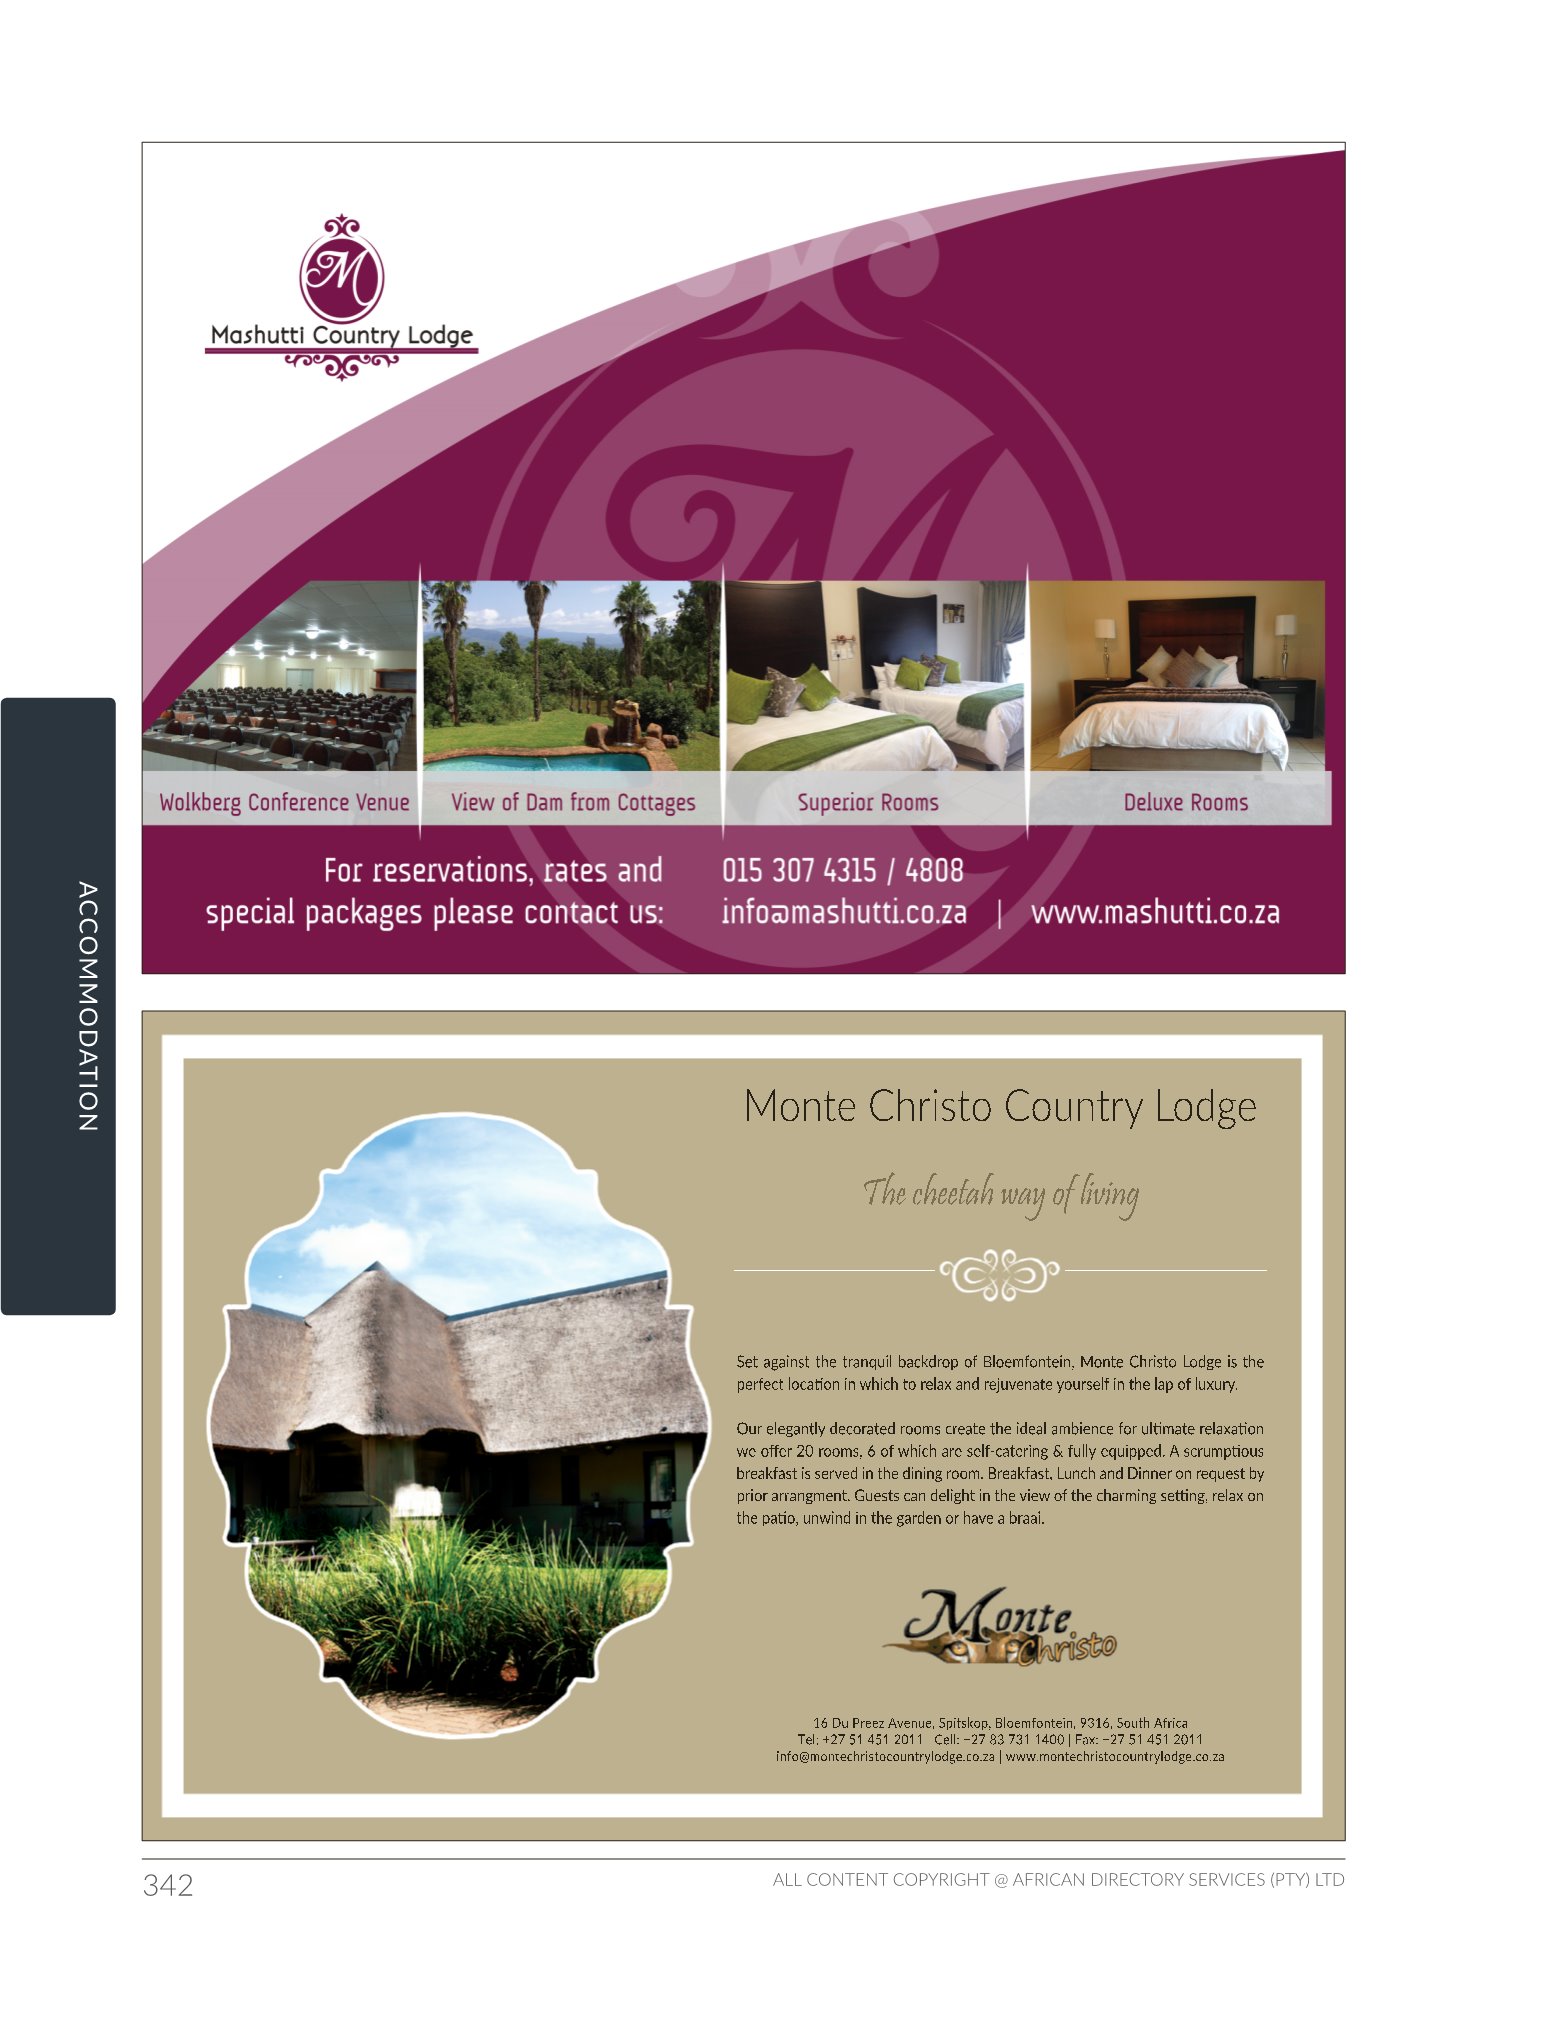 M
Mashutti Country Lodge
Wolkberg Conference Venue
View of Dam from Cottages
Superior Rooms
Deluxe Rooms
For reservations, rates and
special packages please contact us:
015 307 4315 / 4808
info@mashutti.co.za | www.mashutti.co.za
ACCOMMODATION
Monte Christo Country Lodge
The cheetah way of living
Set against the tranquil backdrop of Bloemfontein, Monte Christo Lodge is the
perfect location in which to relax and rejuvenate yourself in the lap of luxury.
Our elegantly decorated rooms create the ideal ambience for ultimate relaxation
we offer 20 rooms, 6 of which are self-catering & fully equipped. A scrumptious
breakfast is served in the dining room. Breakfast, Lunch and Dinner on request by
prior arrangment. Guests can delight in the view of the charming setting, relax on
the patio, unwind in the garden or have a braai.
Monte
Christo
16 Du Preez Avenue, Spitskop, Bloemfontein, 9316, South Africa
Tel: +27 51 451 2011 Cell: +27 83 731 1400 | Fax: +27 51 451 2011
info@montechristocountrylodge.co.za | www.montechristocountrylodge.co.za
342
ALL CONTENT COPYRIGHT @ AFRICAN DIRECTORY SERVICES (PTY) LTD